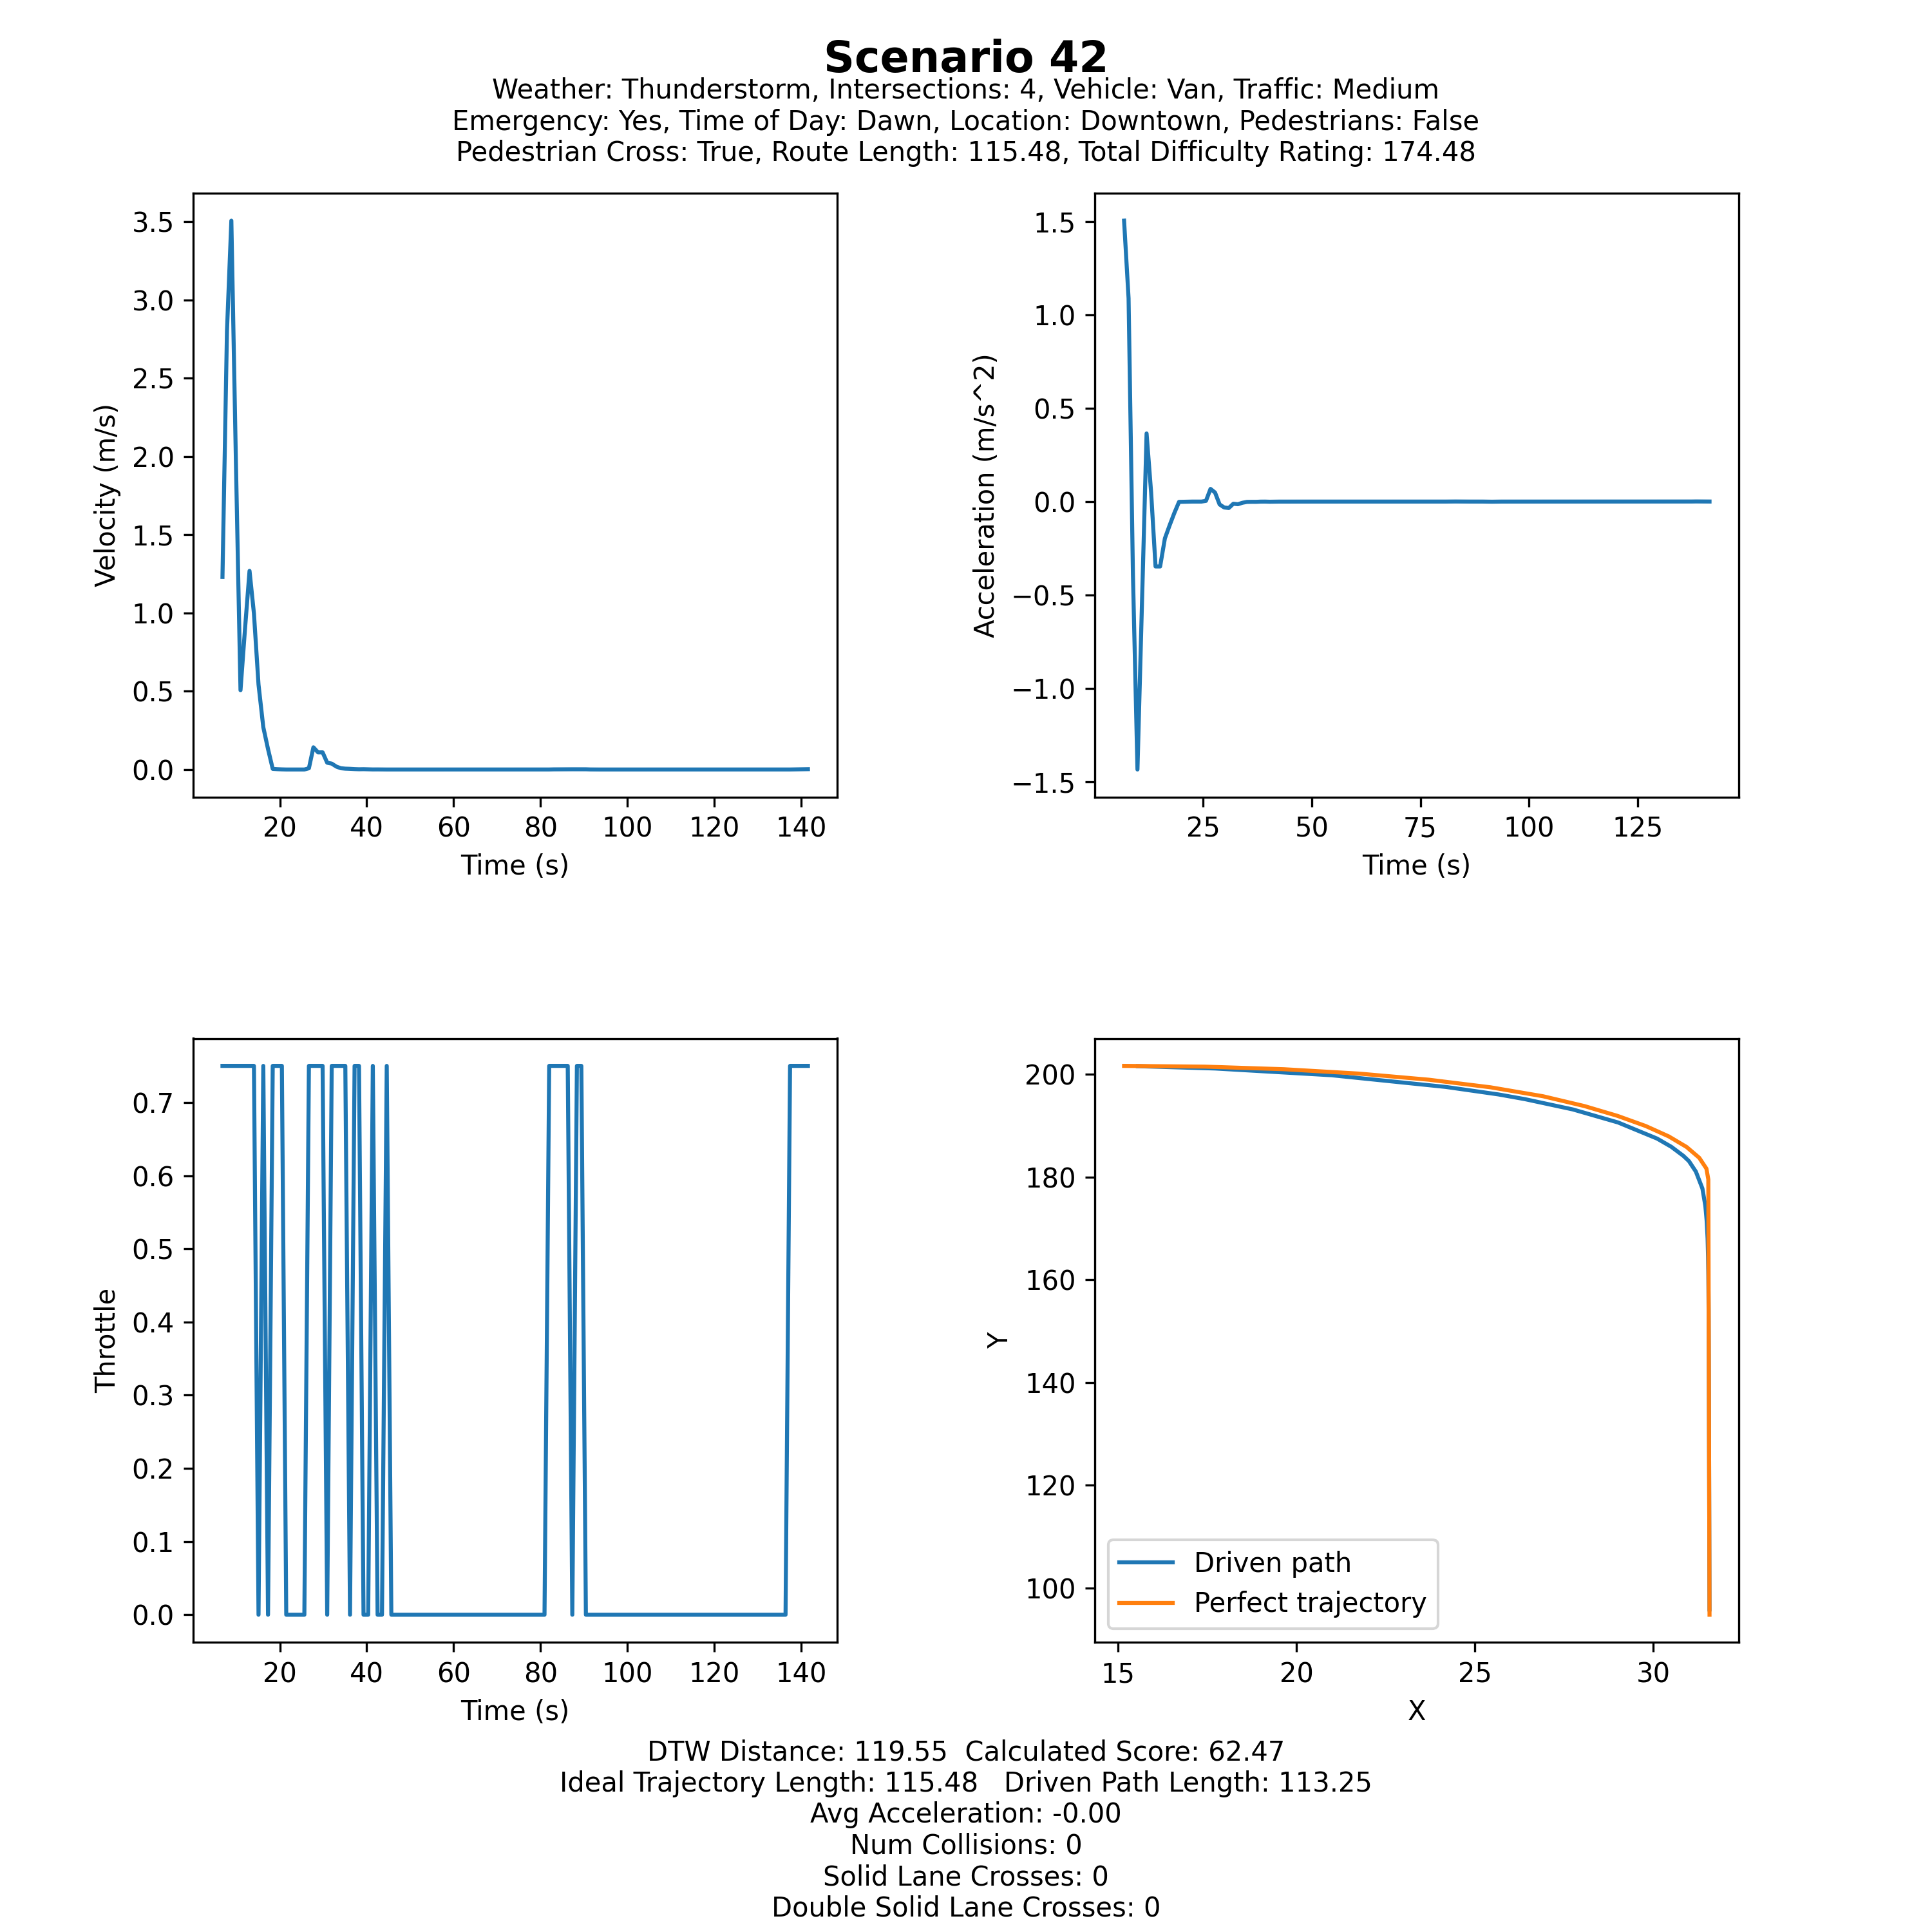 Scenario 42
Weather: Thunderstorm, Intersections: 4, Vehicle: Van, Traffic: Medium
Emergency: Yes, Time of Day: Dawn, Location: Downtown, Pedestrians: False
Pedestrian Cross: True, Route Length: 115.48, Total Difficulty Rating: 174.48
Velocity (m/s)
3.5
3.0
2.5
2.0
1.5
1.0
0.5
0.0
20 40 60 80 100 120 140
Time (s)
Acceleration (m/s^2)
1.5
1.0
0.5
0.0
−0.5
−1.0
−1.5
25 50 75 100 125
Time (s)
Throttle
0.7
0.6
0.5
0.4
0.3
0.2
0.1
0.0
20 40 60 80 100 120 140
Time (s)
Y
200
180
160
140
120
100
Driven path
Perfect trajectory
15 20 25 30
X
DTW Distance: 119.55 Calculated Score: 62.47
Ideal Trajectory Length: 115.48 Driven Path Length: 113.25
Avg Acceleration: -0.00
Num Collisions: 0
Solid Lane Crosses: 0
Double Solid Lane Crosses: 0